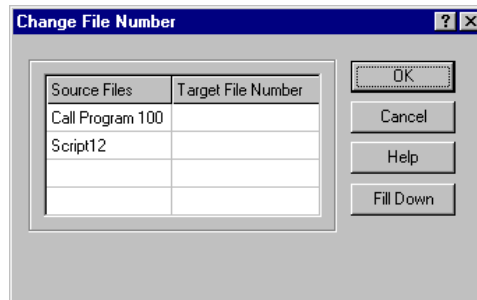 Change File Number
Source Files Target File Number
Call Program 100
Script12
OK
Cancel
Help
Fill Down